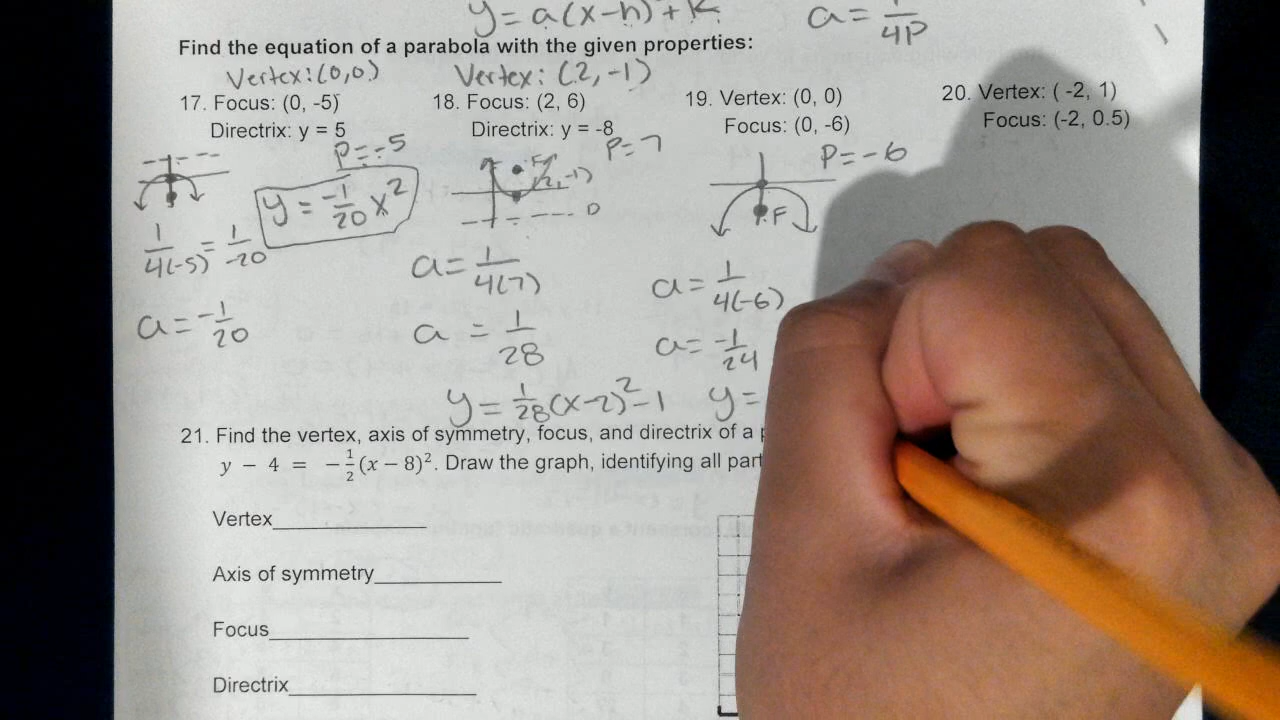 y = a(x-h) + k
a = 1/4P
Find the equation of a parabola with the given properties:
Vertex: (0,0)
17. Focus: (0, -5)
Directrix: y = 5
P = -5
y = -1/20 x²
1/4(-5) = 1/-20
a = -1/20
Vertex: (2, -1)
18. Focus: (2, 6)
Directrix: y = -8
P = 7
F
(2, -1)
D
a = 1/4(7)
a = 1/28
y = 1/28 (x-2)² - 1
19. Vertex: (0, 0)
Focus: (0, -6)
P = -6
F
a = 1/4(-6)
a = -1/24
y =
20. Vertex: ( -2, 1)
Focus: (-2, 0.5)
21. Find the vertex, axis of symmetry, focus, and directrix of a
y - 4 = -1/2 (x - 8)². Draw the graph, identifying all
Vertex
Axis of symmetry
Focus
Directrix